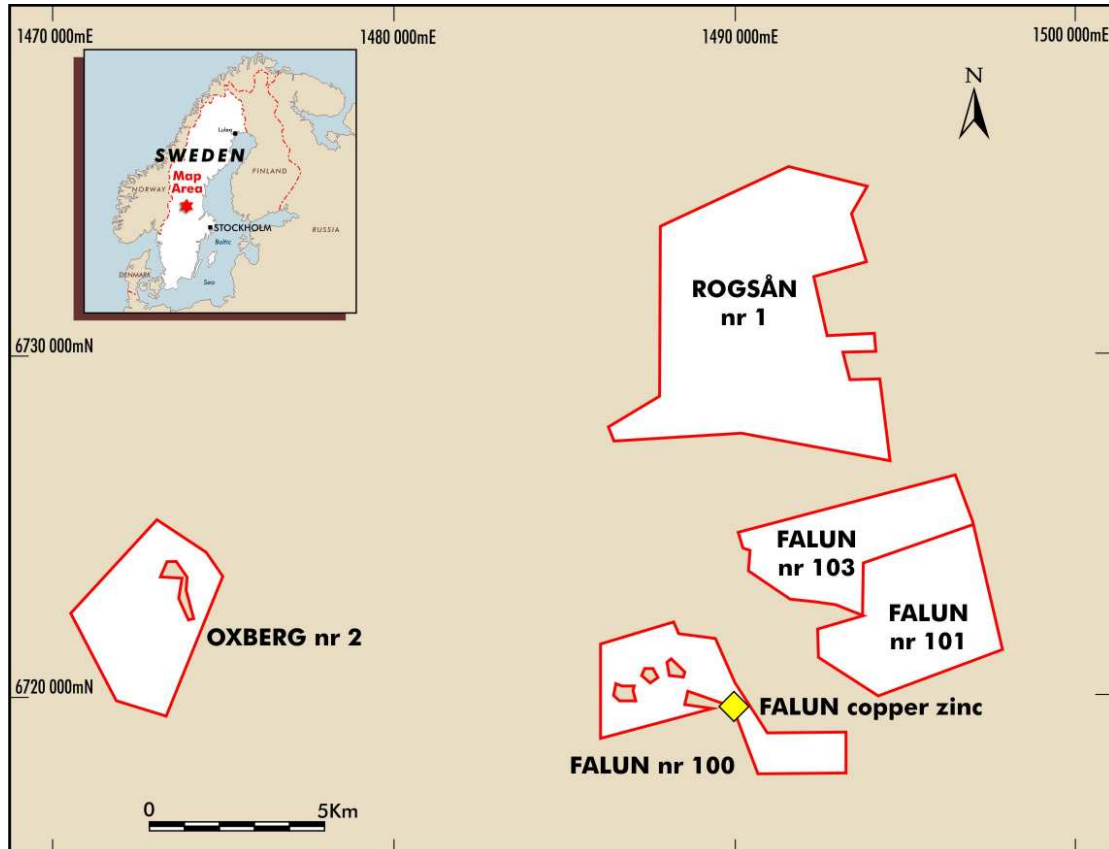 1470 000mE
1480 000mE
1490 000mE
1500 000mE
N
Luleå
SWEDEN
Map
Area
NORWAY
FINLAND
STOCKHOLM
RUSSIA
Baltic
DENMARK
Sea
ROGSÅN
nr 1
6730 000mN
FALUN
nr 103
FALUN
nr 101
OXBERG nr 2
6720 000mN
FALUN copper zinc
FALUN nr 100
0
5Km